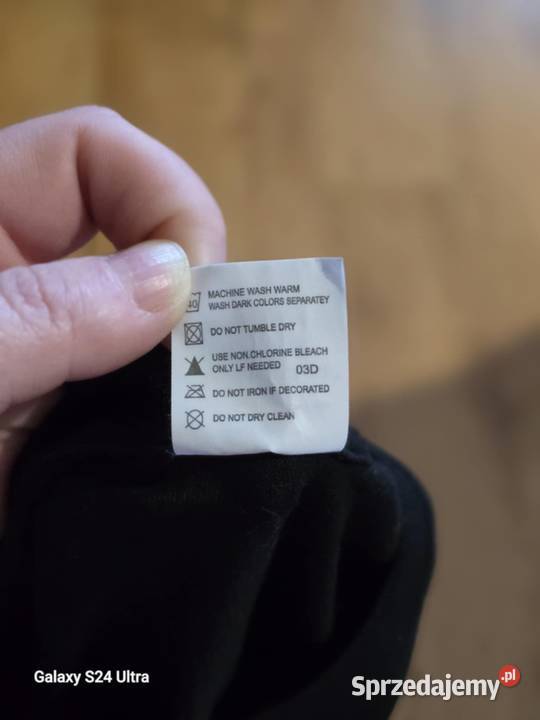 40
MACHINE WASH WARM
WASH DARK COLORS SEPARATEY
DO NOT TUMBLE DRY
USE NON.CHLORINE BLEACH
ONLY LF NEEDED 03D
DO NOT IRON IF DECORATED
DO NOT DRY CLEAN
Galaxy S24 Ultra
Sprzedajemy.pl